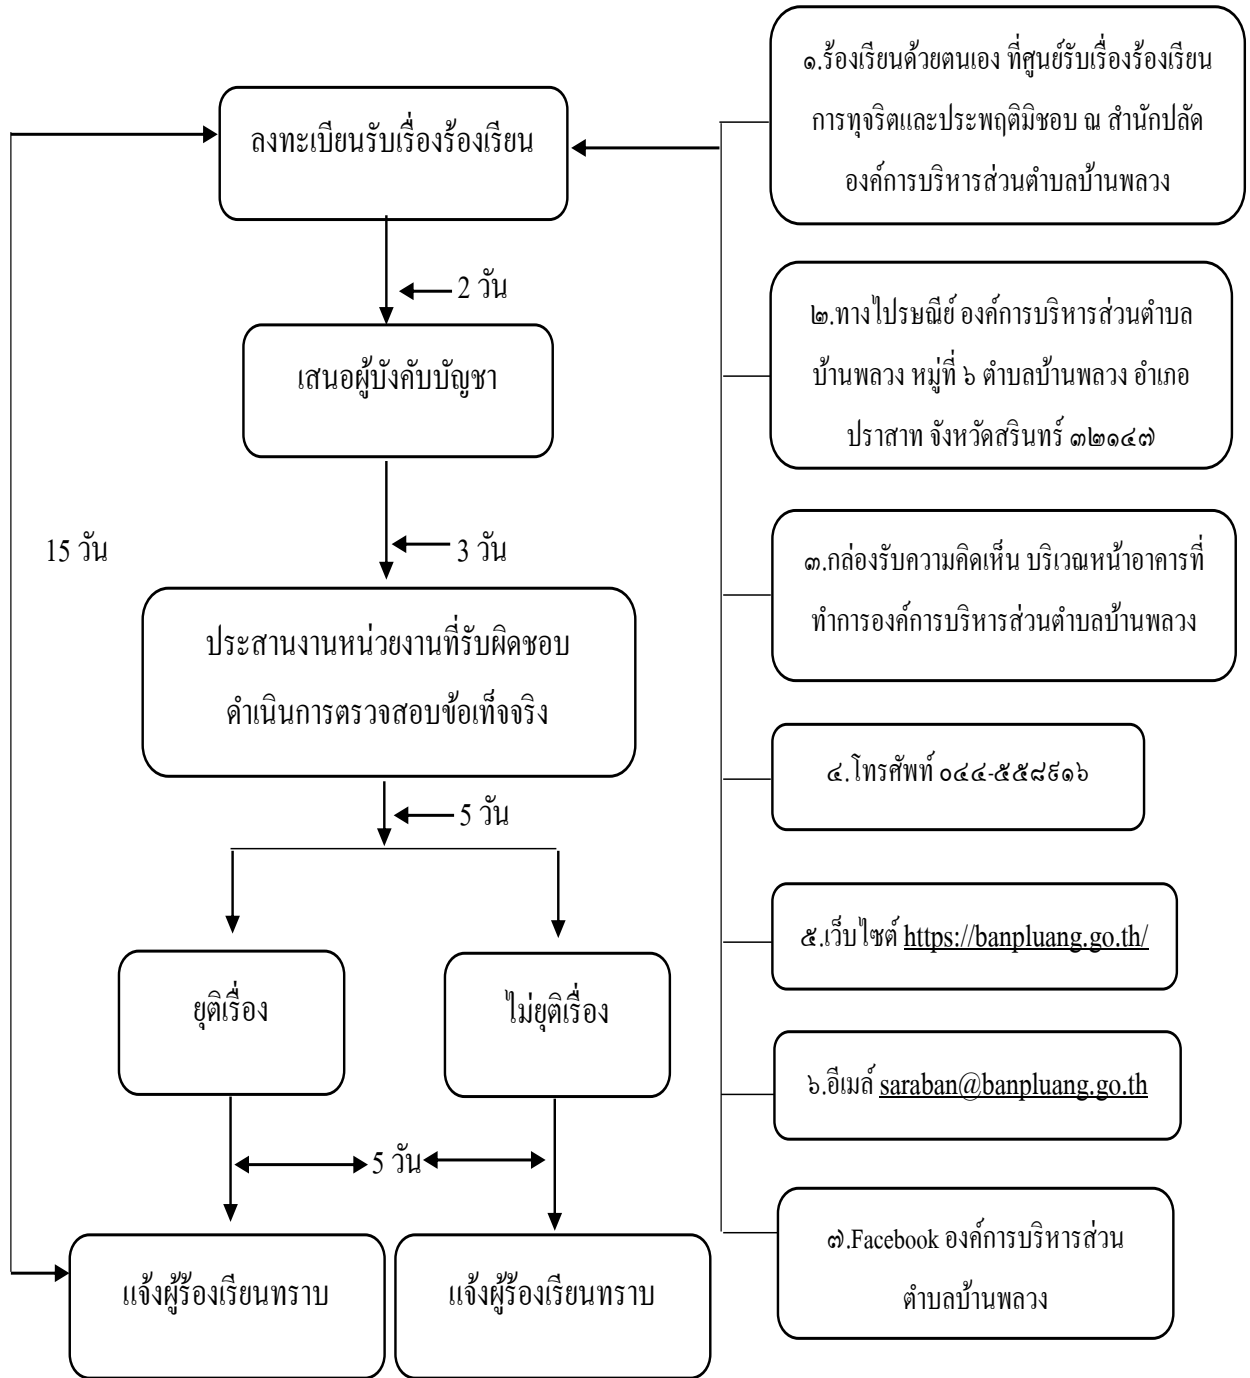 ลงทะเบียนรับเรื่องร้องเรียน
2 วัน
เสนอผู้บังคับบัญชา
3 วัน
15 วัน
ประสานงานหน่วยงานที่รับผิดชอบ
ดำเนินการตรวจสอบข้อเท็จจริง
5 วัน
ยุติเรื่อง
ไม่ยุติเรื่อง
5 วัน
แจ้งผู้ร้องเรียนทราบ
แจ้งผู้ร้องเรียนทราบ
๑.ร้องเรียนด้วยตนเอง ที่ศูนย์รับเรื่องร้องเรียน
การทุจริตและประพฤติมิชอบ ณ สำนักปลัด
องค์การบริหารส่วนตำบลบ้านพลวง
๒.ทางไปรษณีย์ องค์การบริหารส่วนตำบล
บ้านพลวง หมู่ที่ ๖ ตำบลบ้านพลวง อำเภอ
ปราสาท จังหวัดสรินทร์ ๓๒๑๔๗
๓.กล่องรับความคิดเห็น บริเวณหน้าอาคารที่
ทำการองค์การบริหารส่วนตำบลบ้านพลวง
๔.โทรศัพท์ ๐๔๔-๕๕๘๙๑๖
๕.เว็บไซต์ https://banpluang.go.th/
๖.อีเมล์ saraban@banpluang.go.th
๗.Facebook องค์การบริหารส่วน
ตำบลบ้านพลวง